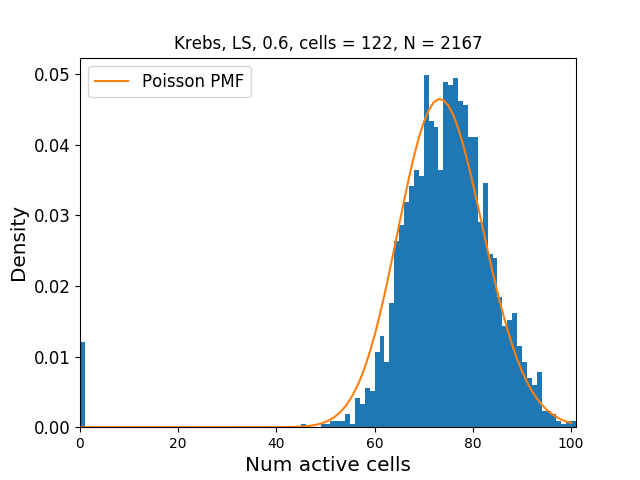 Krebs, LS, 0.6, cells = 122, N = 2167
Poisson PMF
Density
0.05
0.04
0.03
0.02
0.01
0.00
0 20 40 60 80 100
Num active cells